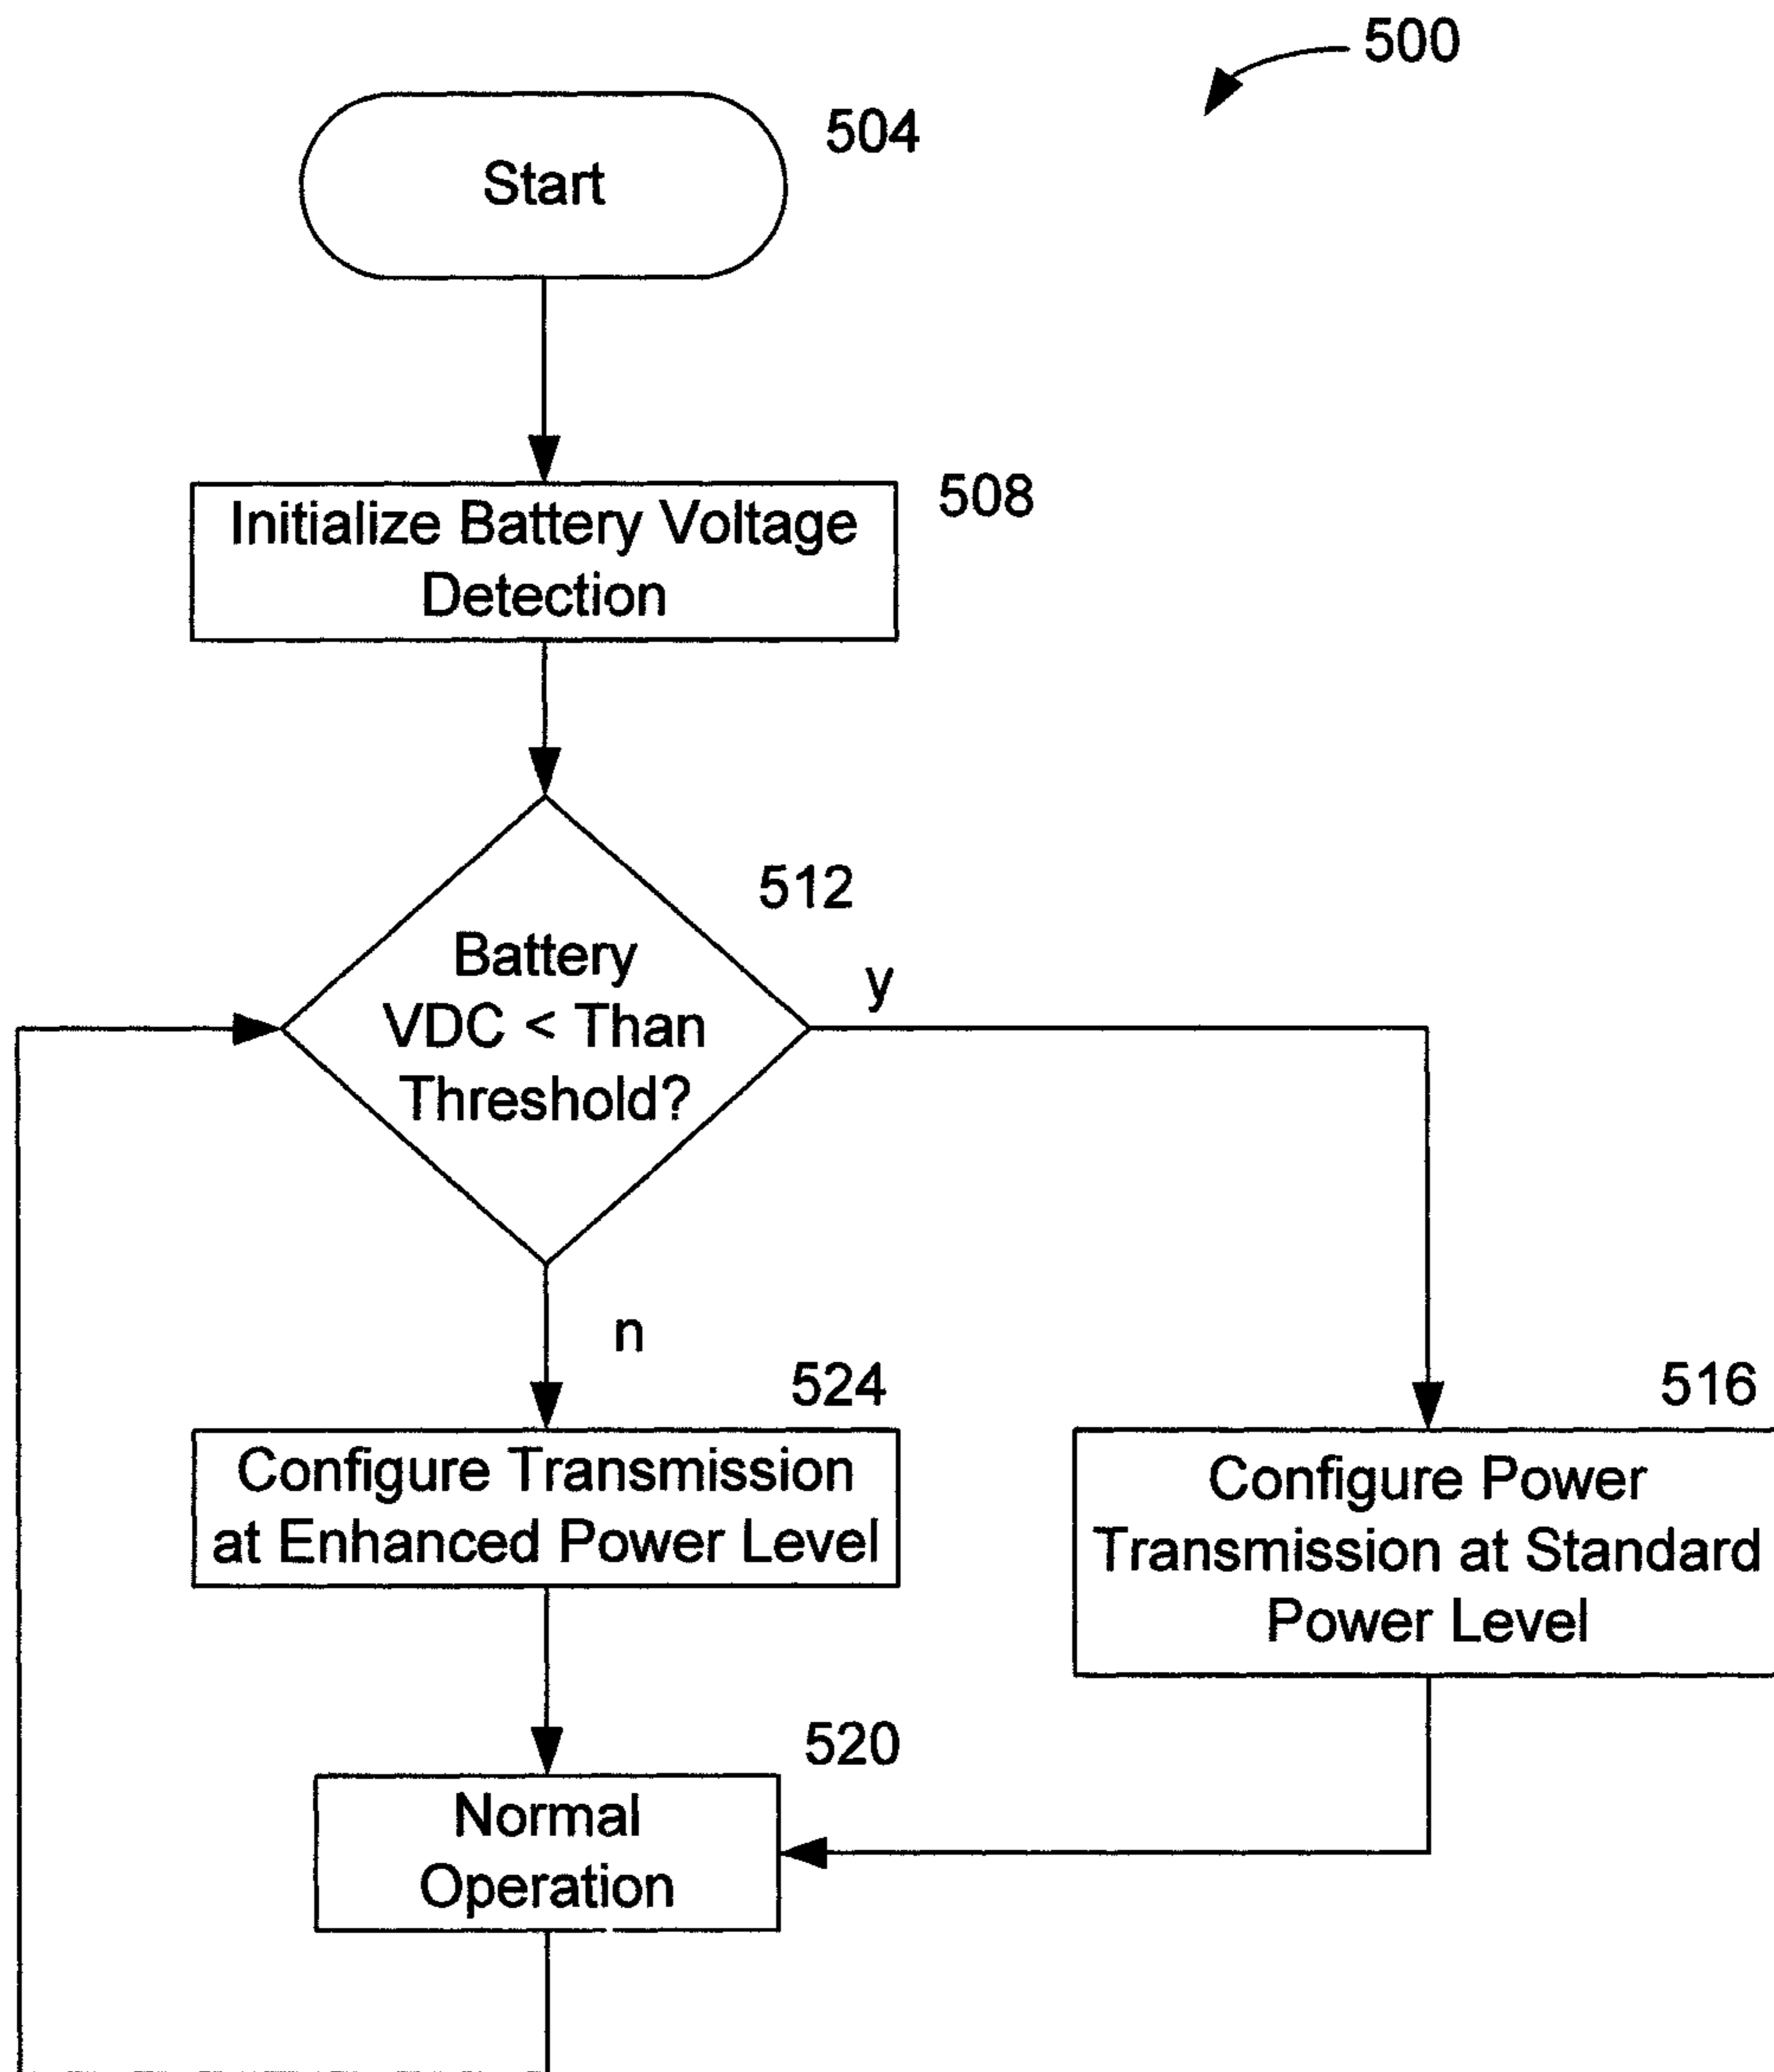 500
504
Start
508
Initialize Battery Voltage
Detection
512
Battery
VDC < Than
Threshold?
y
n
524
Configure Transmission
at Enhanced Power Level
516
Configure Power
Transmission at Standard
Power Level
520
Normal
Operation